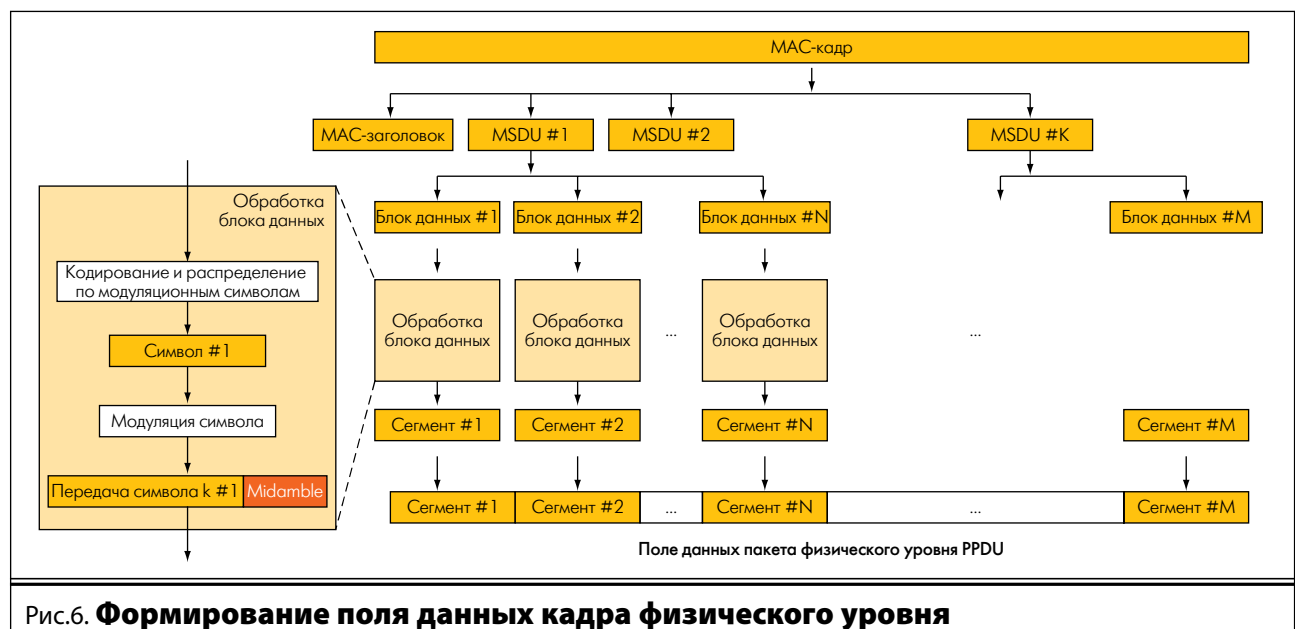 МАС-кадр
МАС-заголовок
MSDU #1
MSDU #2
MSDU #K
Обработка
блока данных
Блок данных #1
Блок данных #2
Блок данных #N
Блок данных #M
Кодирование и распределение
по модуляционным символам
Символ #1
Модуляция символа
Передача символа k #1
Midamble
Обработка
блока данных
Обработка
блока данных
...
Обработка
блока данных
...
Сегмент #1
Сегмент #2
Сегмент #N
Сегмент #M
Сегмент #1
Сегмент #2
...
Сегмент #N
...
Сегмент #M
Поле данных пакета физического уровня PPDU
Рис.6. Формирование поля данных кадра физического уровня